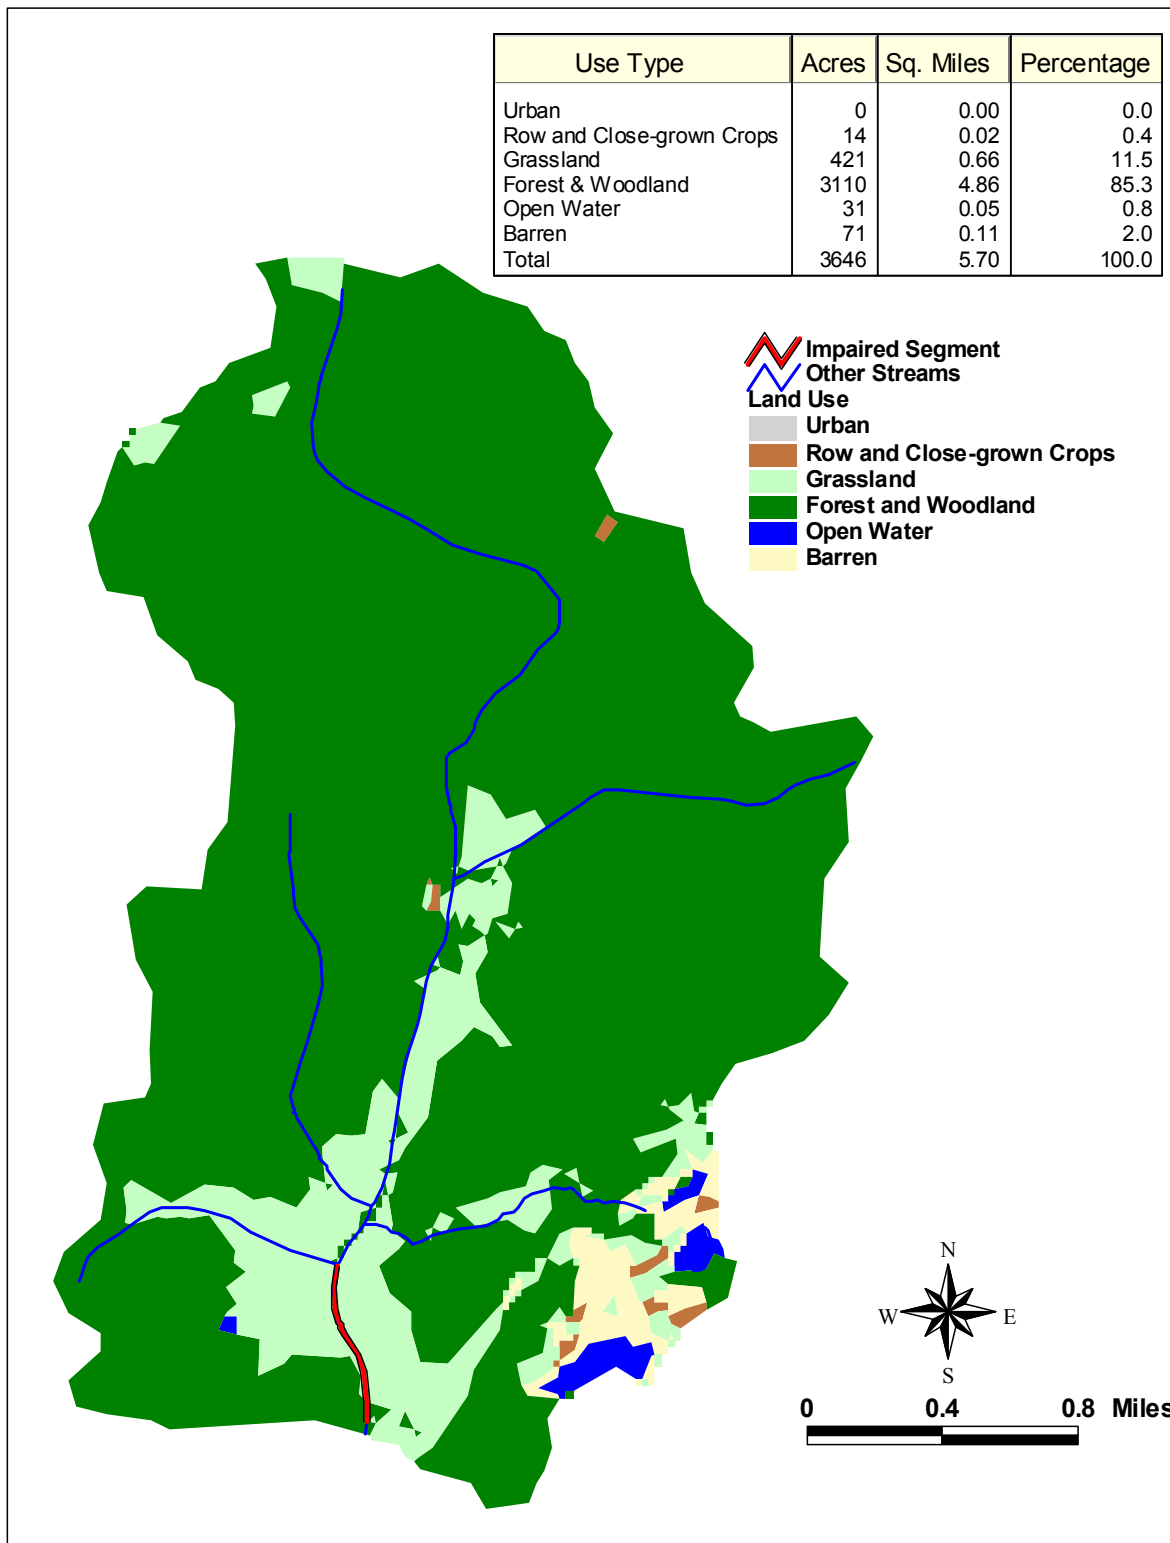 Use Type Acres Sq. Miles Percentage
Urban 0 0.00 0.0
Row and Close-grown Crops 14 0.02 0.4
Grassland 421 0.66 11.5
Forest & Woodland 3110 4.86 85.3
Open Water 31 0.05 0.8
Barren 71 0.11 2.0
Total 3646 5.70 100.0
Impaired Segment
Other Streams
Land Use
Urban
Row and Close-grown Crops
Grassland
Forest and Woodland
Open Water
Barren
N
W E
S
0 0.4 0.8 Miles